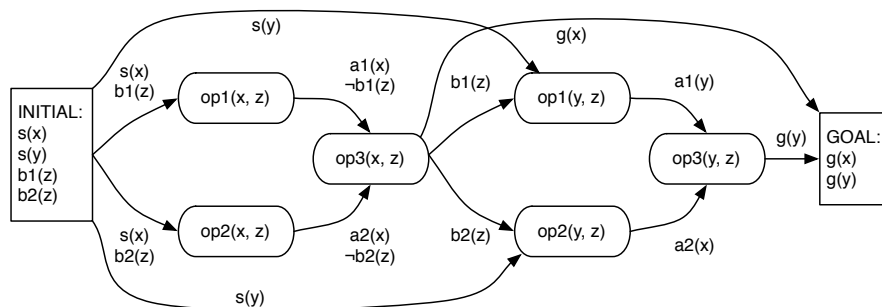 s(y)
g(x)
s(x)
b1(z)
op1(x, z)
a1(x)
¬b1(z)
b1(z)
op1(y, z)
a1(y)
INITIAL:
s(x)
s(y)
b1(z)
b2(z)
op3(x, z)
op3(y, z)
g(y)
GOAL:
g(x)
g(y)
s(x)
b2(z)
op2(x, z)
a2(x)
¬b2(z)
b2(z)
op2(y, z)
a2(x)
s(y)